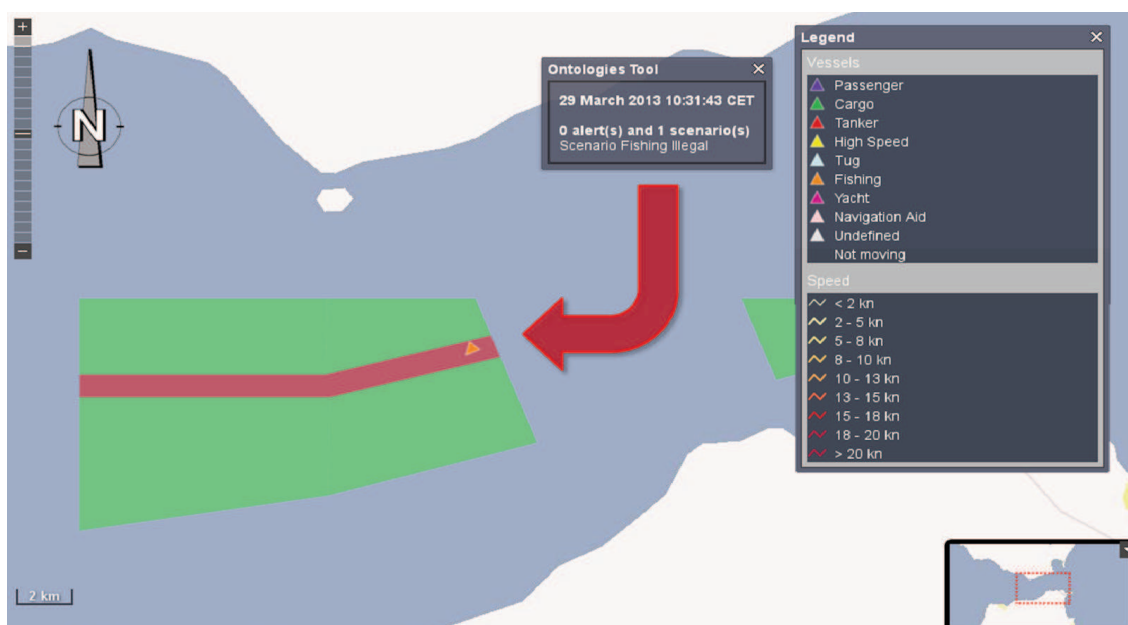 +
N
−
Ontologies Tool
29 March 2013 10:31:43 CET
0 alert(s) and 1 scenario(s)
Scenario Fishing Illegal
Legend
Vessels
Passenger
Cargo
Tanker
High Speed
Tug
Fishing
Yacht
Navigation Aid
Undefined
Not moving
Speed
< 2 kn
2 - 5 kn
5 - 8 kn
8 - 10 kn
10 - 13 kn
13 - 15 kn
15 - 18 kn
18 - 20 kn
> 20 kn
2 km